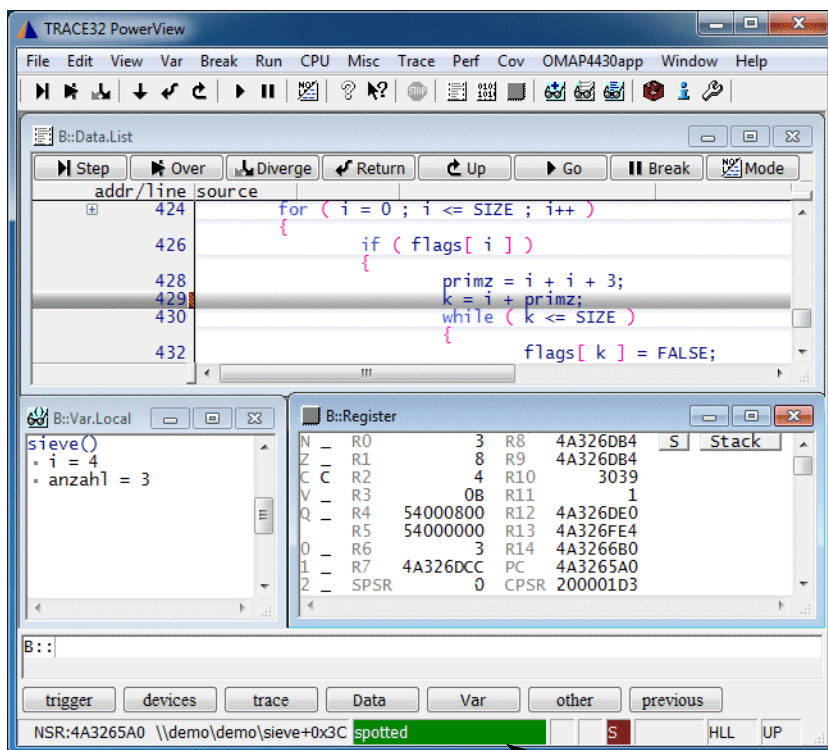 TRACE32 PowerView
File Edit View Var Break Run CPU Misc Trace Perf Cov OMAP4430app Window Help
B::Data.List
Step Over Diverge Return Up Go Break Mode
addr/line source
424 for ( i = 0 ; i <= SIZE ; i++ )
{
426 if ( flags[ i ] )
{
428 primz = i + i + 3;
429 k = i + primz;
430 while ( k <= SIZE )
{
432 flags[ k ] = FALSE;
B::Var.Local
sieve()
i = 4
anzahl = 3
B::Register
N _ R0 3 R8 4A326DB4 S Stack
Z _ R1 8 R9 4A326DB4
C C R2 4 R10 3039
V _ R3 0B R11 1
Q _ R4 54000800 R12 4A326DE0
R5 54000000 R13 4A326FE4
0 _ R6 3 R14 4A3266B0
1 _ R7 4A326DCC PC 4A3265A0
2 _ SPSR 0 CPSR 200001D3
B::
trigger devices trace Data Var other previous
NSR:4A3265A0 \\demo\demo\sieve+0x3C spotted S HLL UP